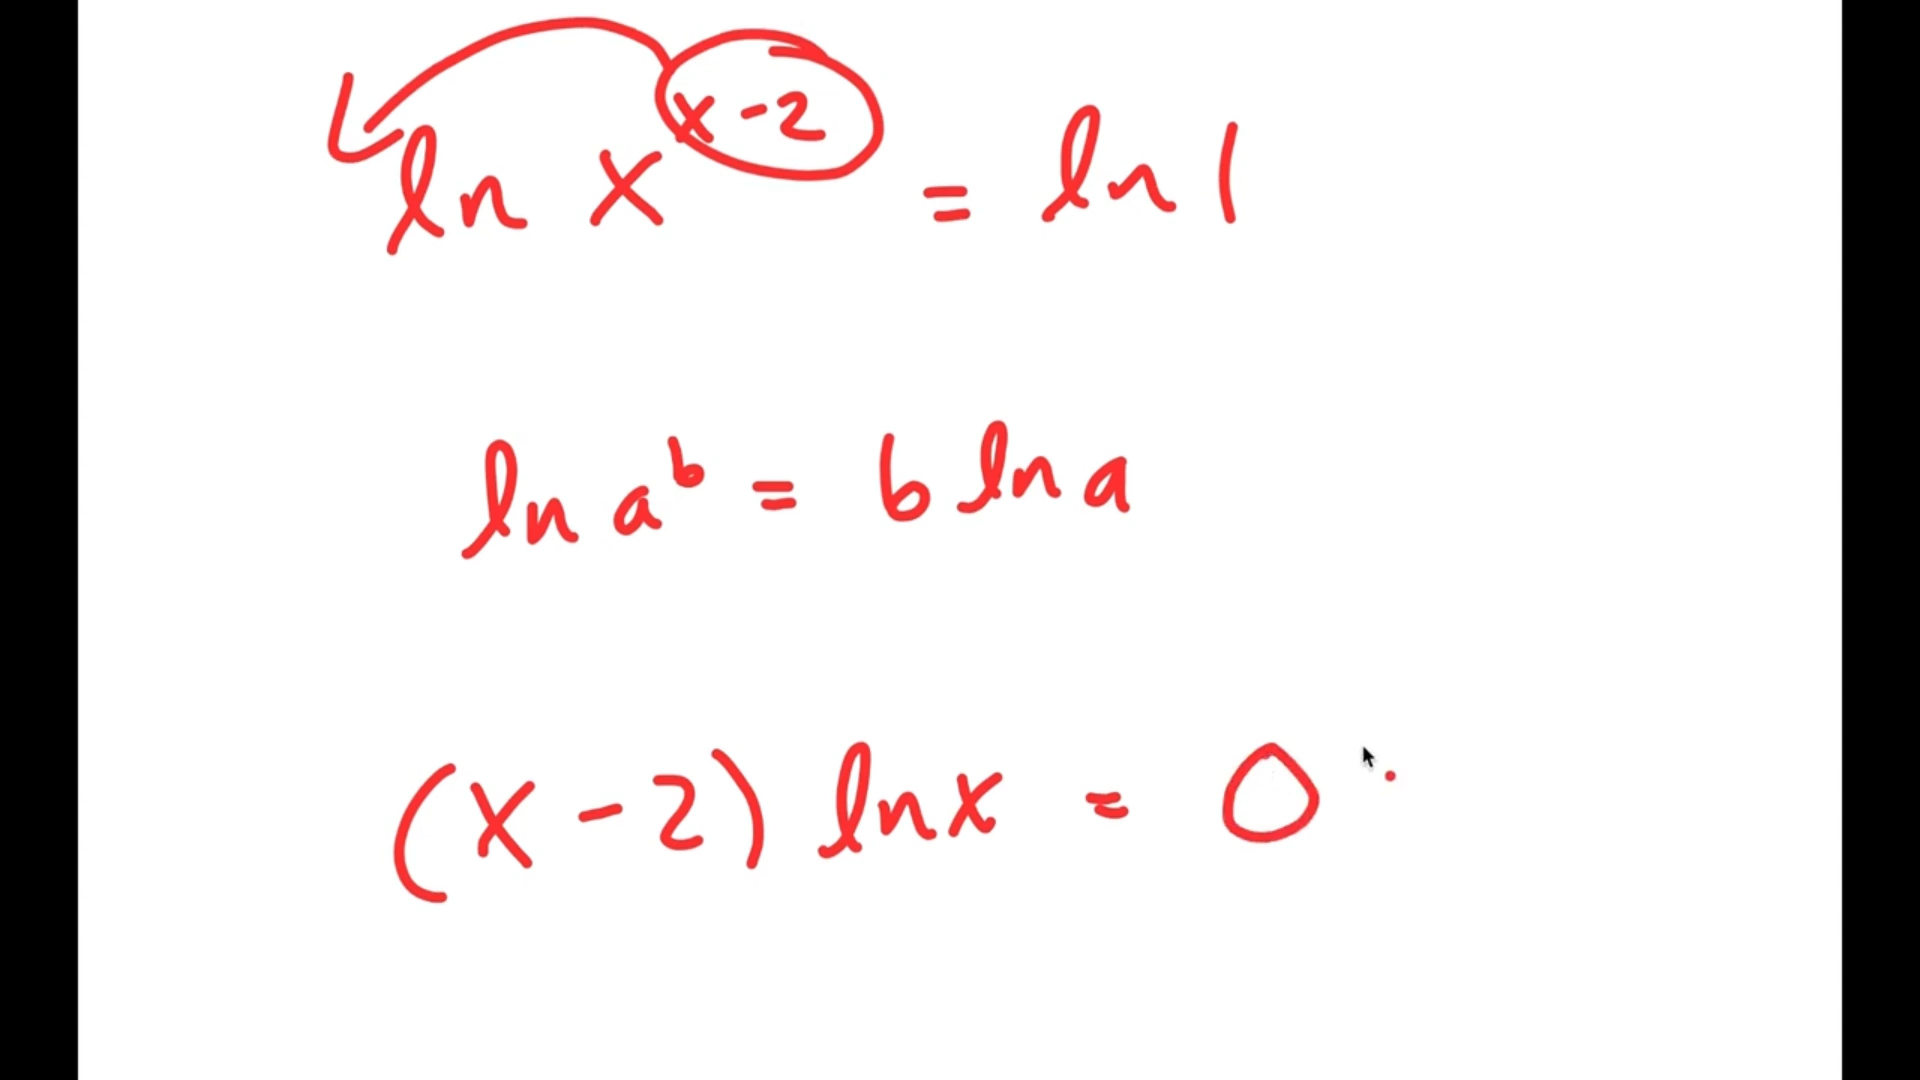 ln x^(x-2) = ln 1
ln a^b = b ln a
(x - 2) ln x = 0